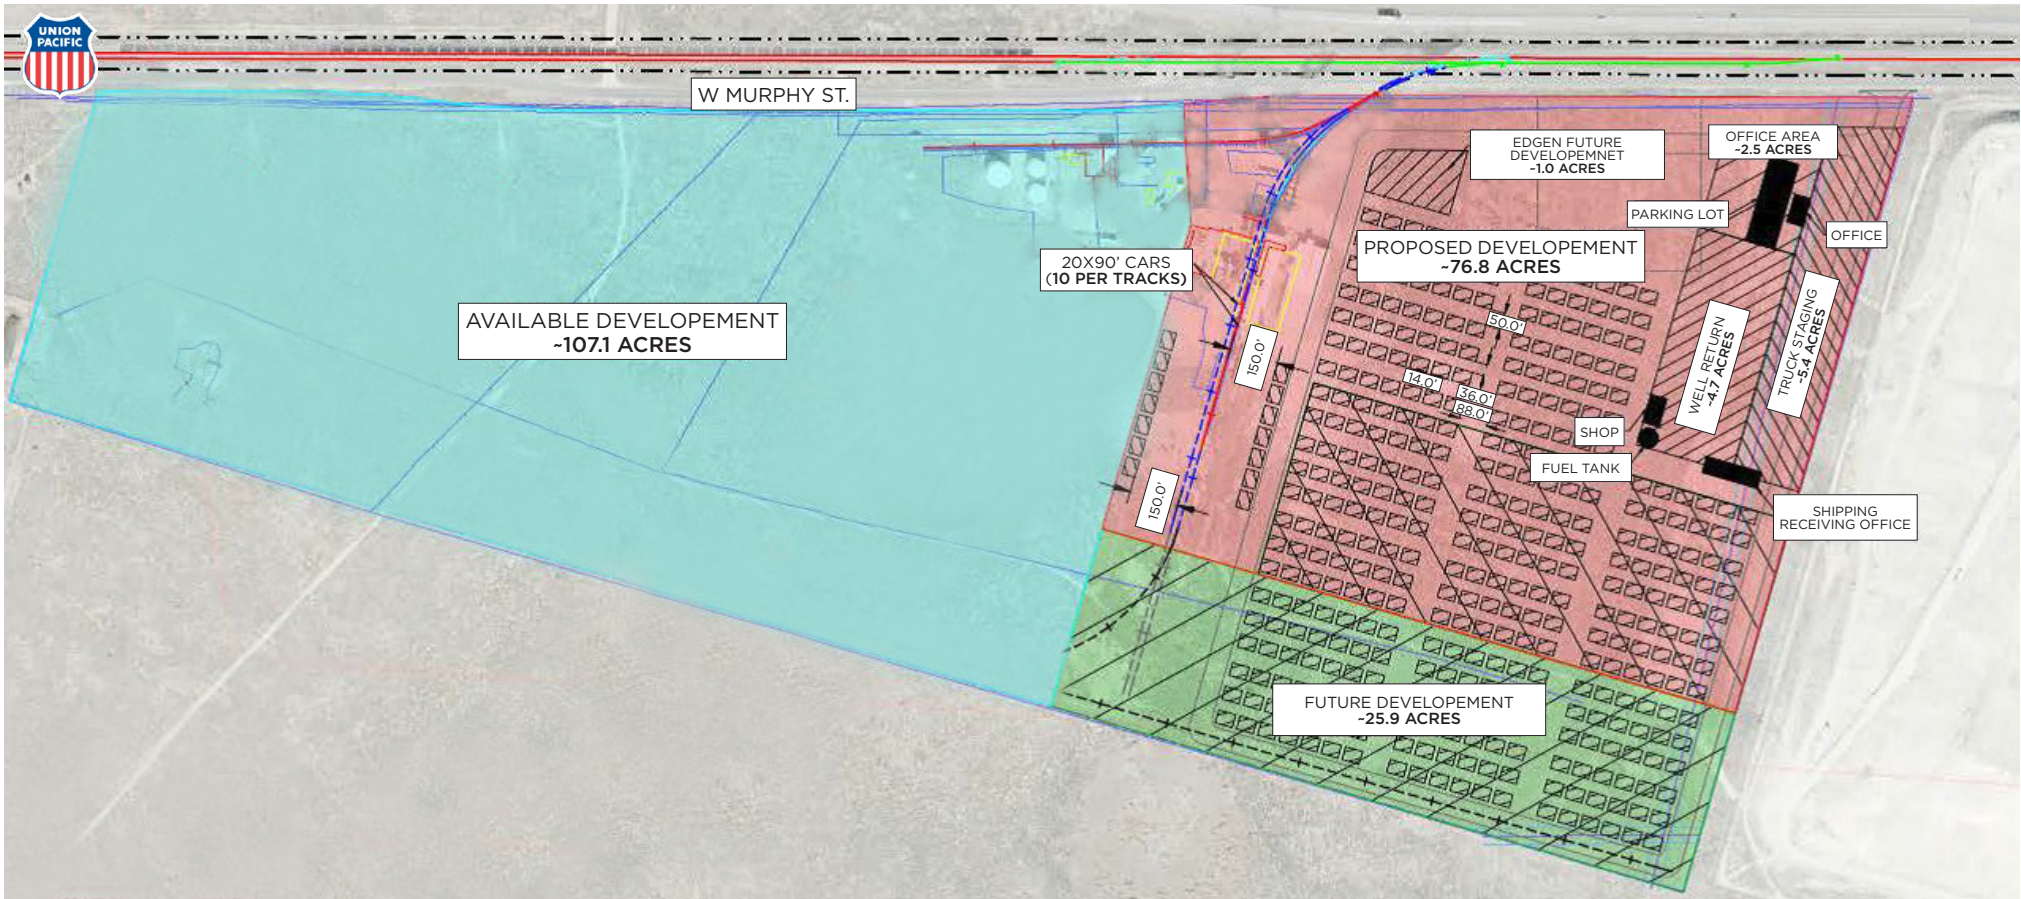 UNION
PACIFIC
W MURPHY ST.
EDGEN FUTURE
DEVELOPEMNET
~1.0 ACRES
OFFICE AREA
~2.5 ACRES
PARKING LOT
OFFICE
PROPOSED DEVELOPEMENT
~76.8 ACRES
20X90' CARS
(10 PER TRACKS)
AVAILABLE DEVELOPEMENT
~107.1 ACRES
50.0'
150.0'
14.0'
36.0'
88.0'
WELL RETURN
~4.7 ACRES
TRUCK STAGING
~5.4 ACRES
SHOP
FUEL TANK
150.0'
SHIPPING
RECEIVING OFFICE
FUTURE DEVELOPEMENT
~25.9 ACRES